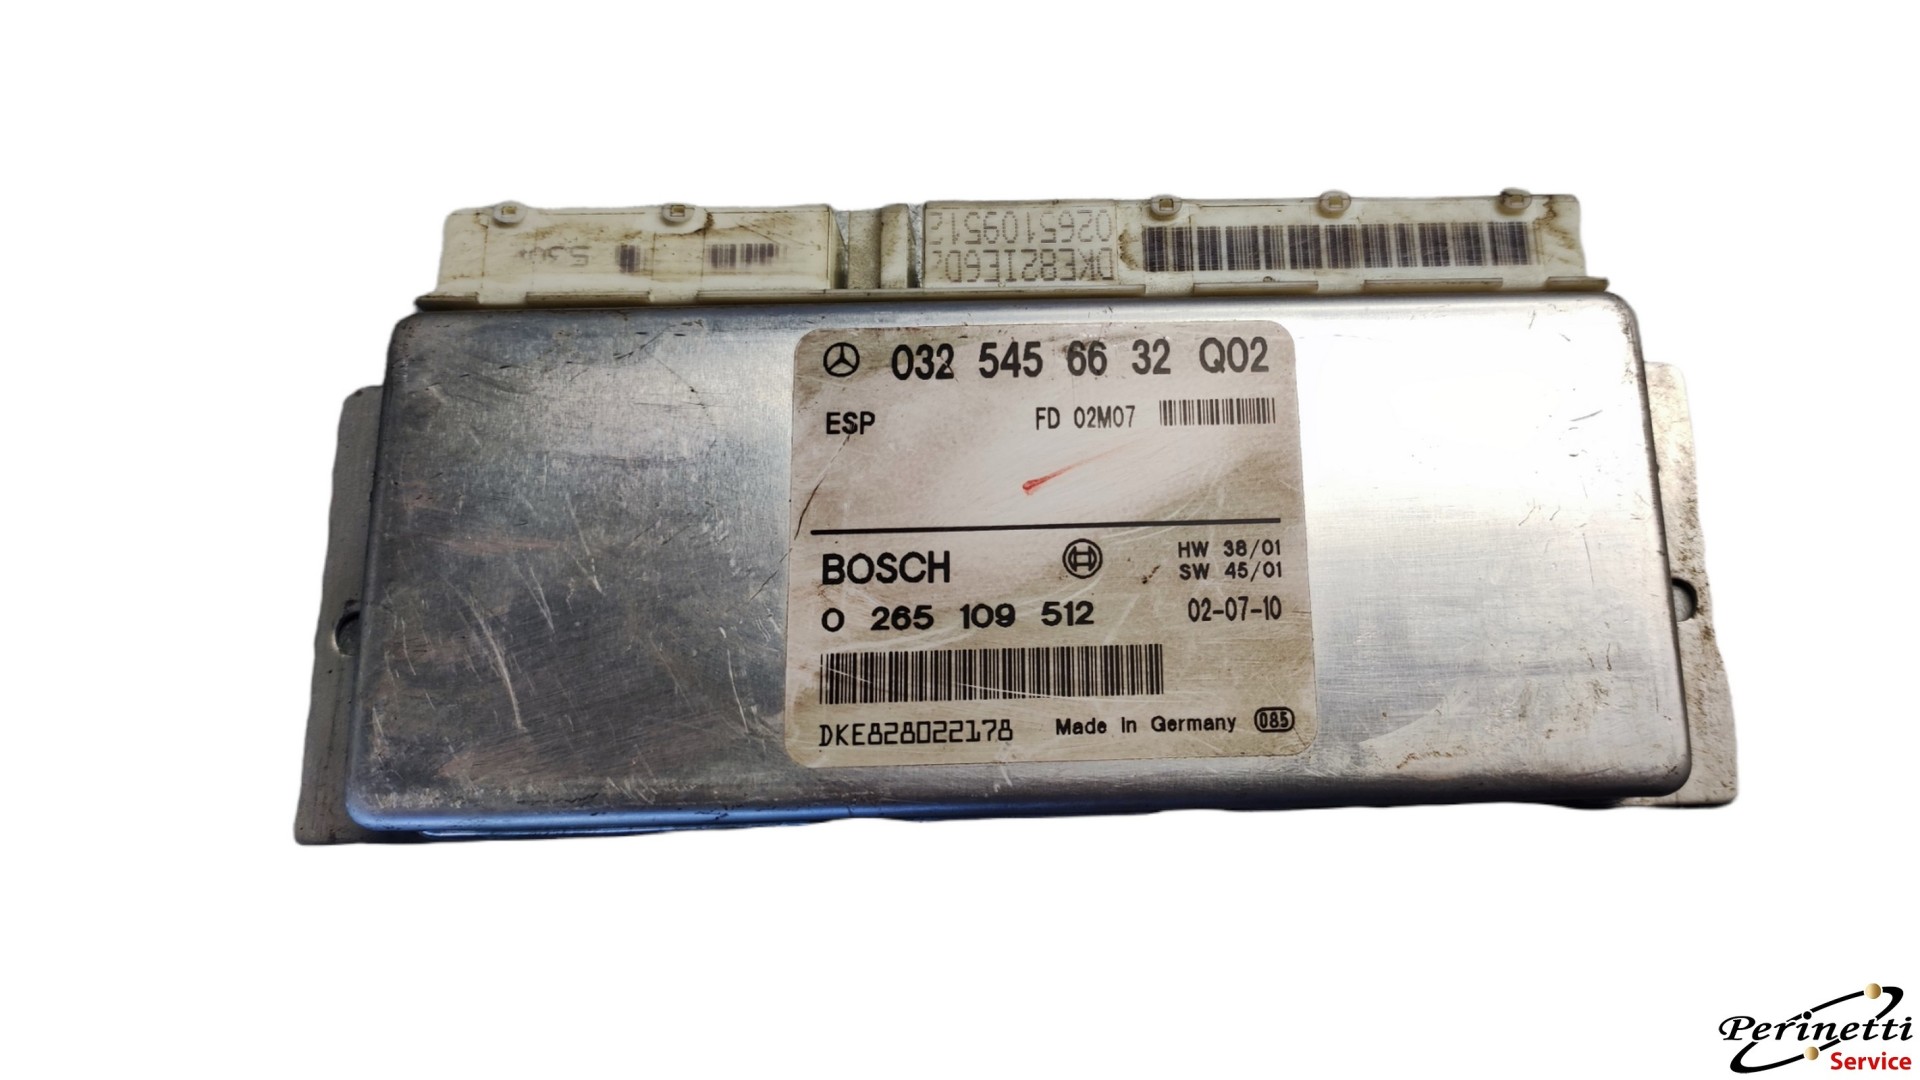 0265109512
DKE82IE6D
032 545 66 32 Q02
ESP
FD 02M07
BOSCH
HW 38/01
SW 45/01
0 265 109 512
02-07-10
DKE828022178
Made in Germany
085
Perinetti
Service